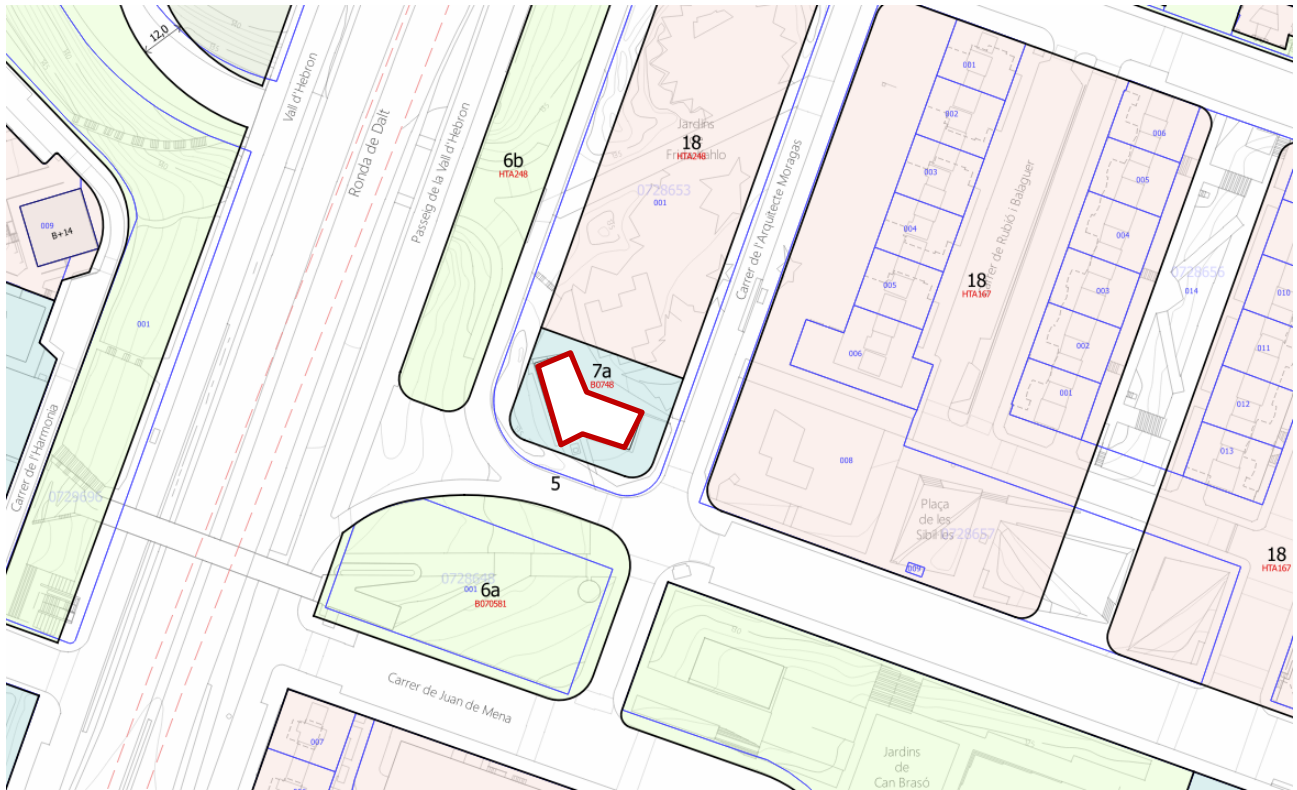 12,0
Vall d'Hebron
Ronda de Dalt
Passeig de la Vall d'Hebron
6b
HTA248
Jardins
18
HTA248
0728653
001
Carrer de l'Arquitecte Moragas
001
002
003
004
005
006
Carrer de Rubió i Balaguer
18
HTA167
006
005
004
003
002
001
0728656
014
010
011
012
013
009
B+14
001
7a
B0748
Carrer de l'Harmonia
5
008
Plaça
de les
Sibil·les
0728657
009
18
HTA167
001
6a
B070581
Carrer de Juan de Mena
007
Jardins
de
Can Brasó